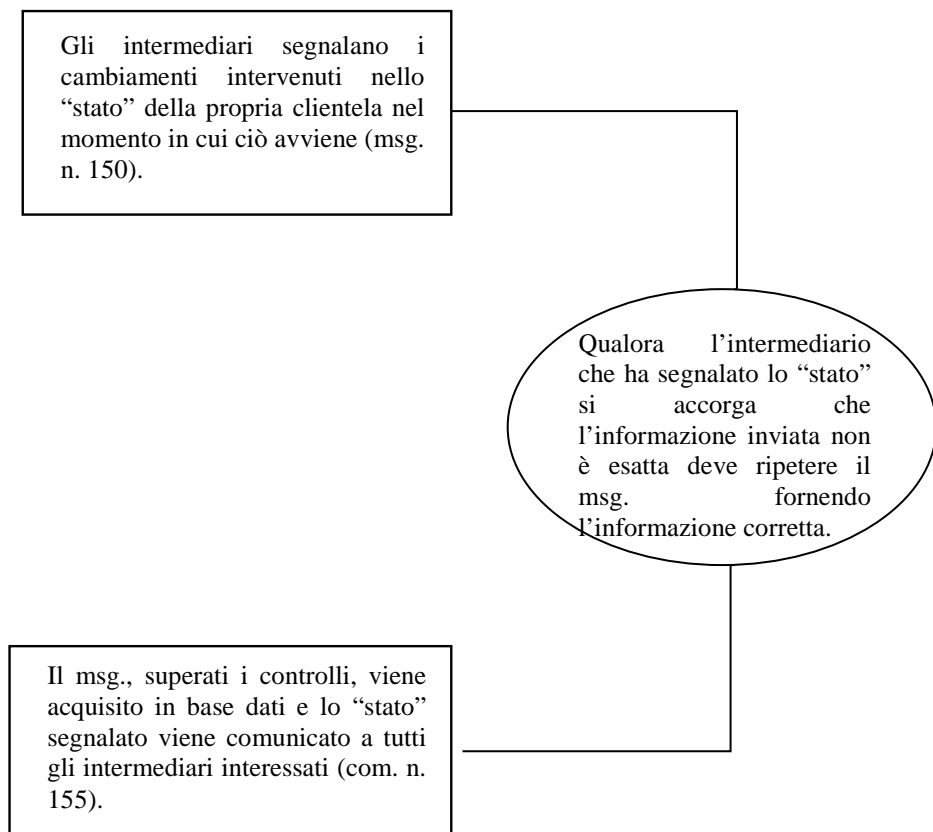 Gli intermediari segnalano i
cambiamenti intervenuti nello
“stato” della propria clientela nel
momento in cui ciò avviene (msg.
n. 150).
Qualora l’intermediario
che ha segnalato lo “stato”
si accorga che
l’informazione inviata non
è esatta deve ripetere il
msg. fornendo
l’informazione corretta.
Il msg., superati i controlli, viene
acquisito in base dati e lo “stato”
segnalato viene comunicato a tutti
gli intermediari interessati (com. n.
155).